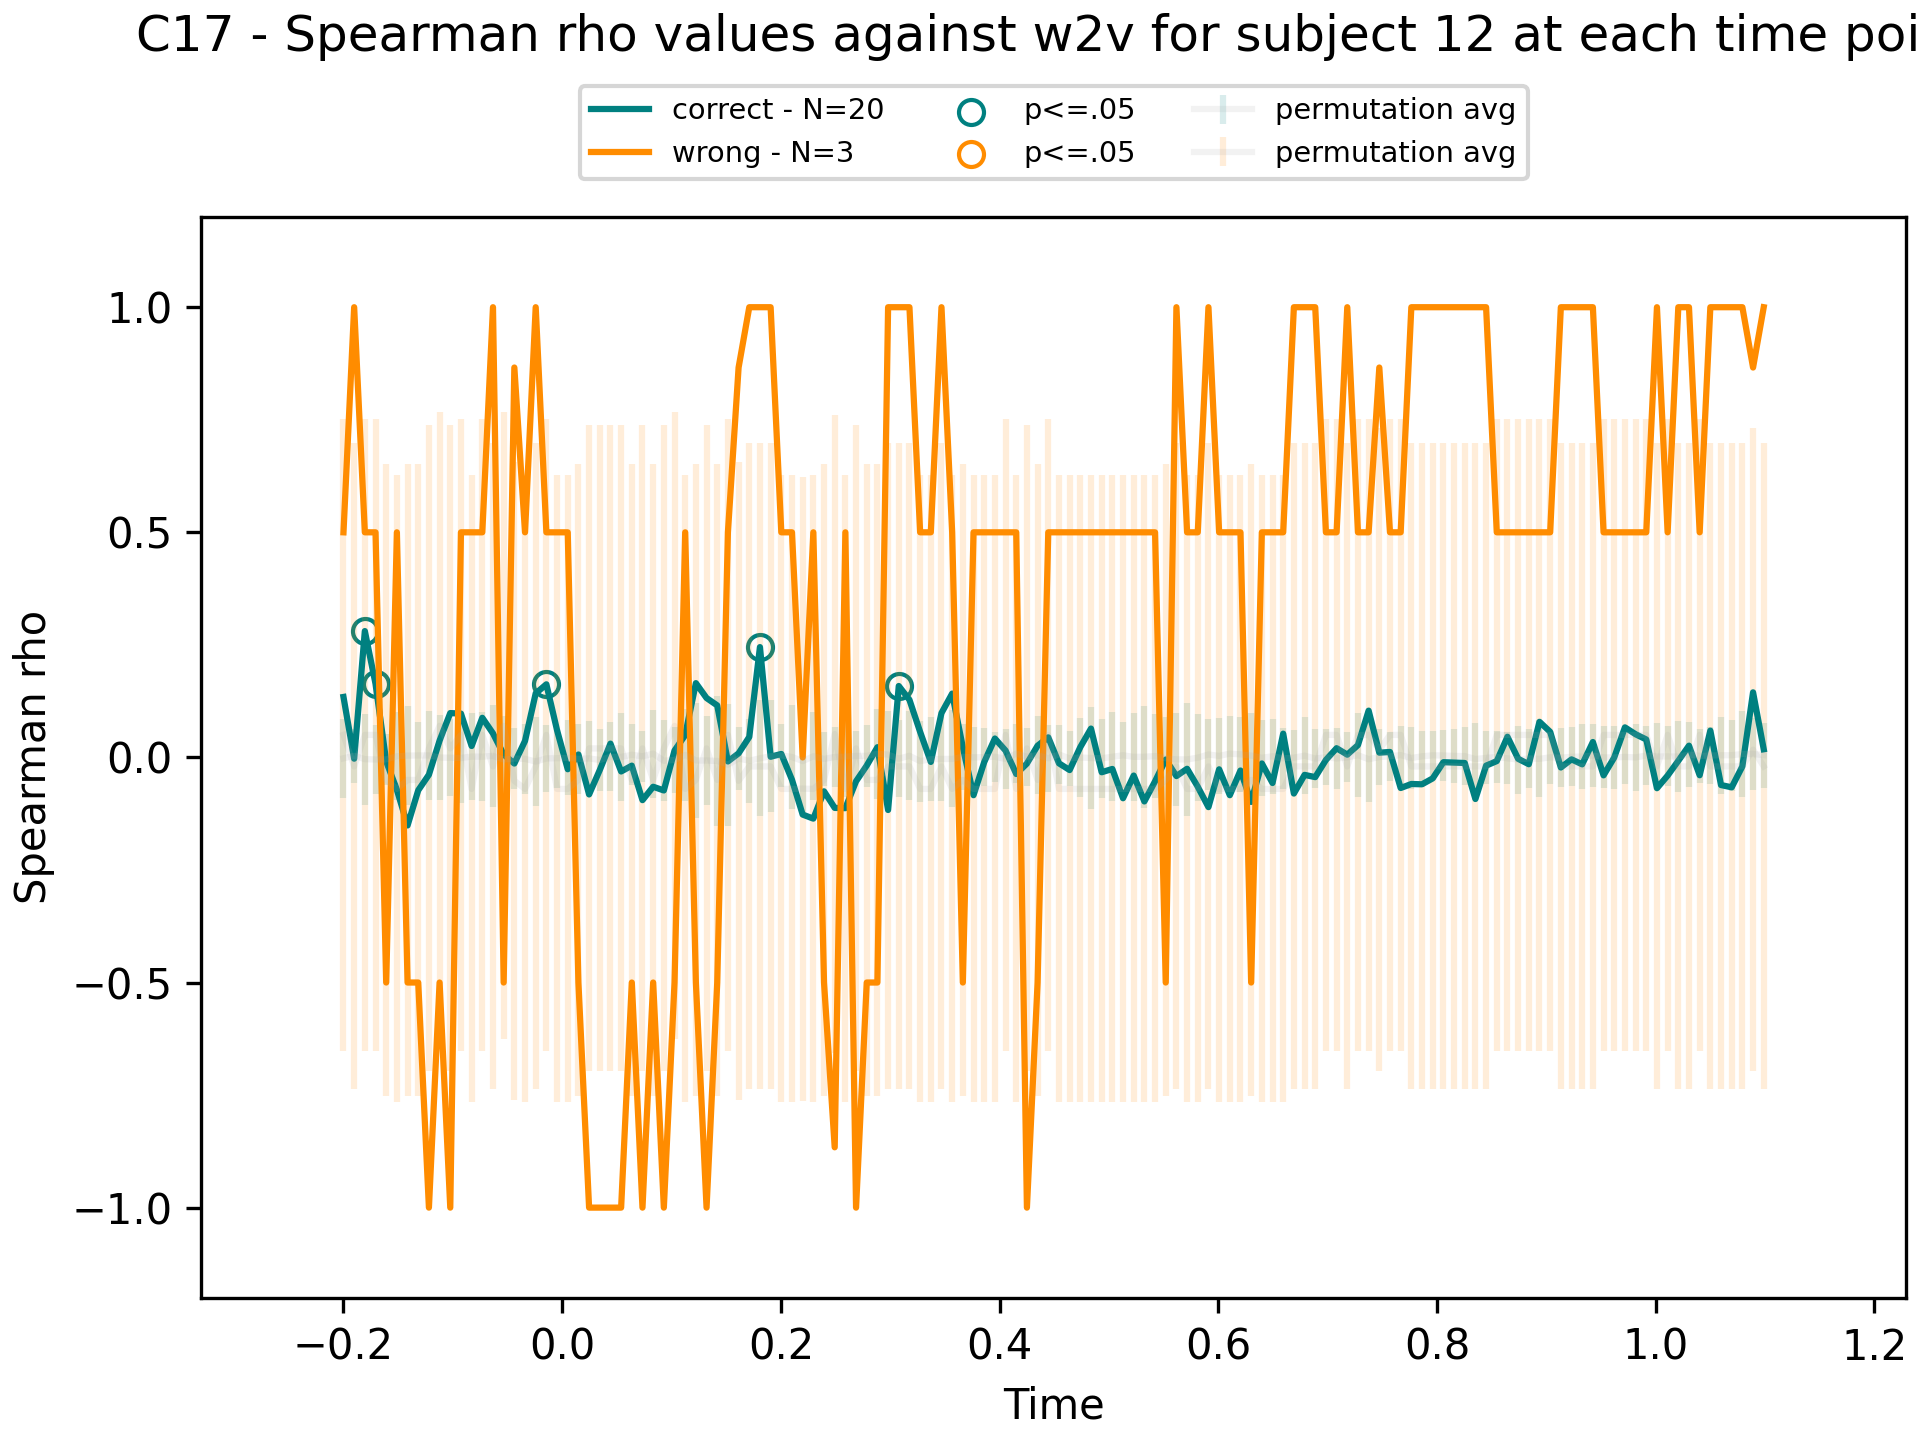 C17 - Spearman rho values against w2v for subject 12 at each time poi
correct - N=20 p<=.05 permutation avg
wrong - N=3 p<=.05 permutation avg
1.0
0.5
0.0
−0.5
−1.0
Spearman rho
−0.2 0.0 0.2 0.4 0.6 0.8 1.0 1.2
Time